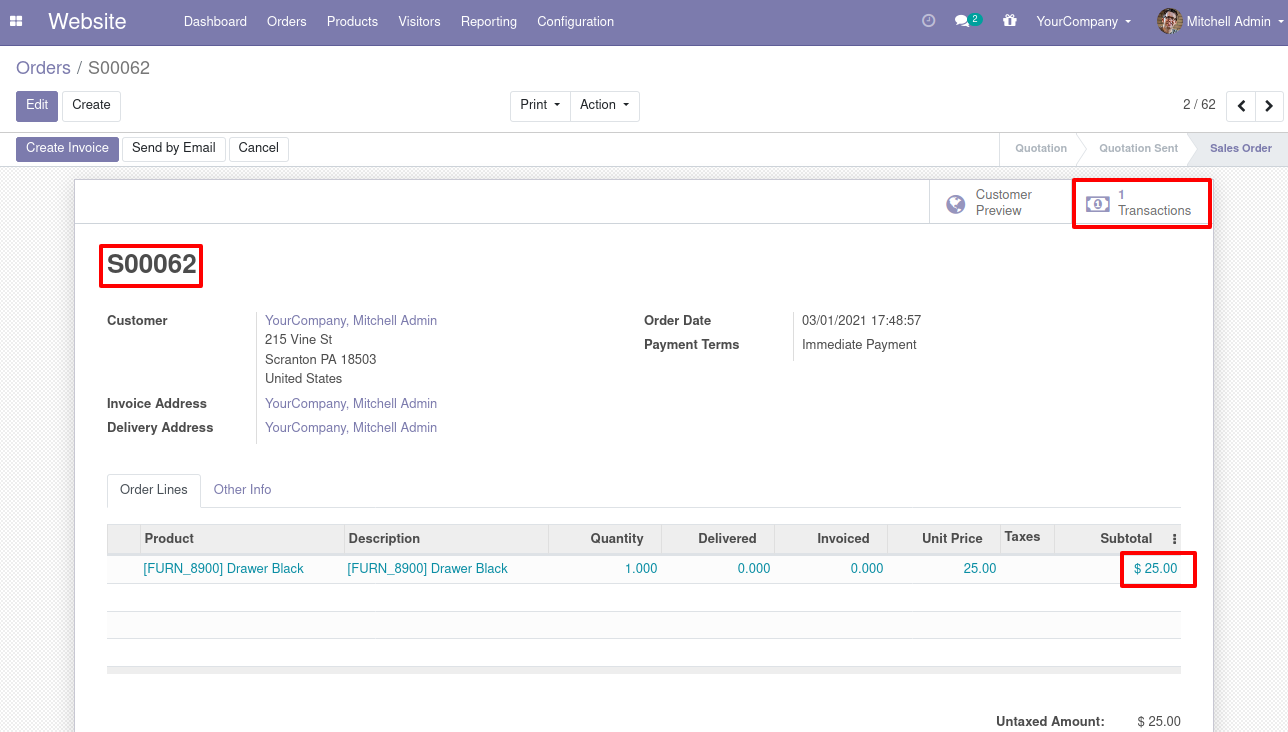 Website Dashboard Orders Products Visitors Reporting Configuration 2 YourCompany Mitchell Admin
Orders / S00062
Edit Create Print Action 2 / 62
Create Invoice Send by Email Cancel Quotation Quotation Sent Sales Order
Customer Preview
1 Transactions
S00062
Customer YourCompany, Mitchell Admin Order Date 03/01/2021 17:48:57
215 Vine St Payment Terms Immediate Payment
Scranton PA 18503
United States
Invoice Address YourCompany, Mitchell Admin
Delivery Address YourCompany, Mitchell Admin
Order Lines Other Info
Product Description Quantity Delivered Invoiced Unit Price Taxes Subtotal
[FURN_8900] Drawer Black [FURN_8900] Drawer Black 1.000 0.000 0.000 25.00 $ 25.00
Untaxed Amount: $ 25.00